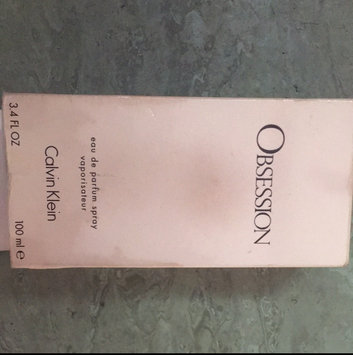 OBSESSION
eau de parfum spray
vaporisateur
Calvin Klein
3.4 FL OZ 100 ml ℮